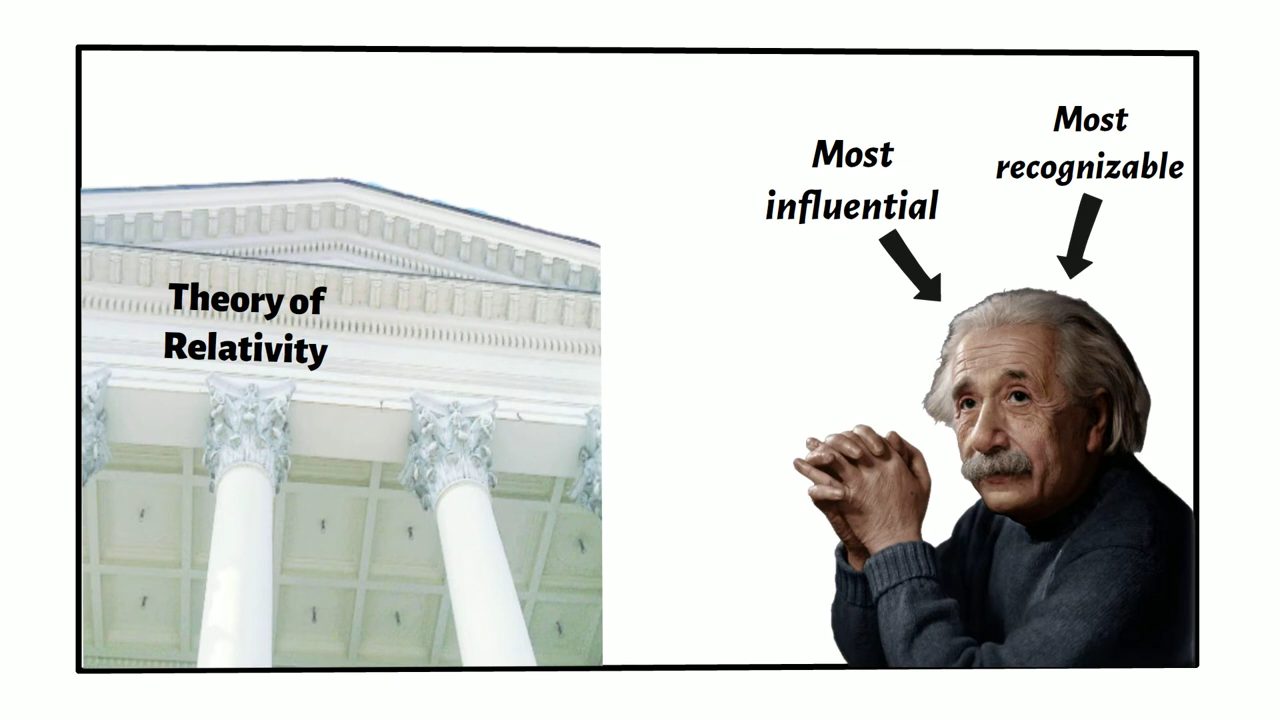 Theory of
Relativity
Most
influential
Most
recognizable